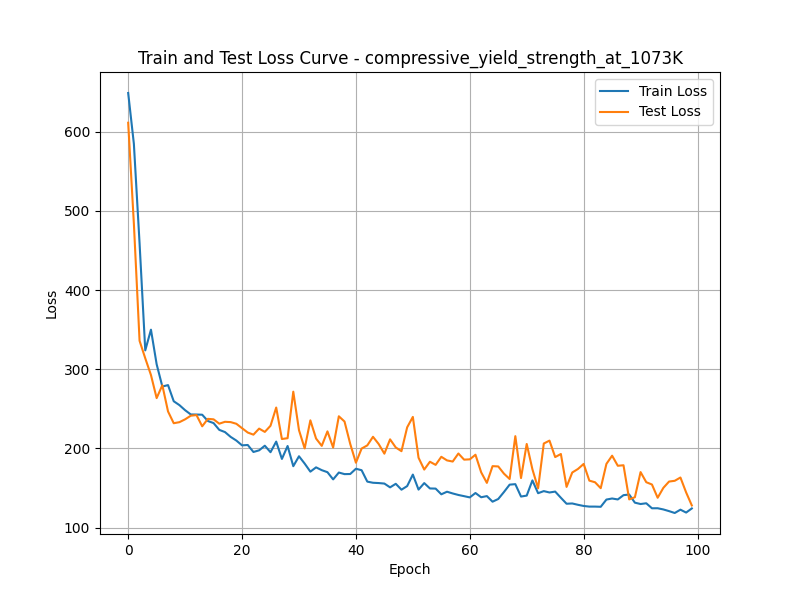 Train and Test Loss Curve - compressive_yield_strength_at_1073K
Train Loss
Test Loss
600
500
400
300
200
100
Loss
0
20
40
60
80
100
Epoch